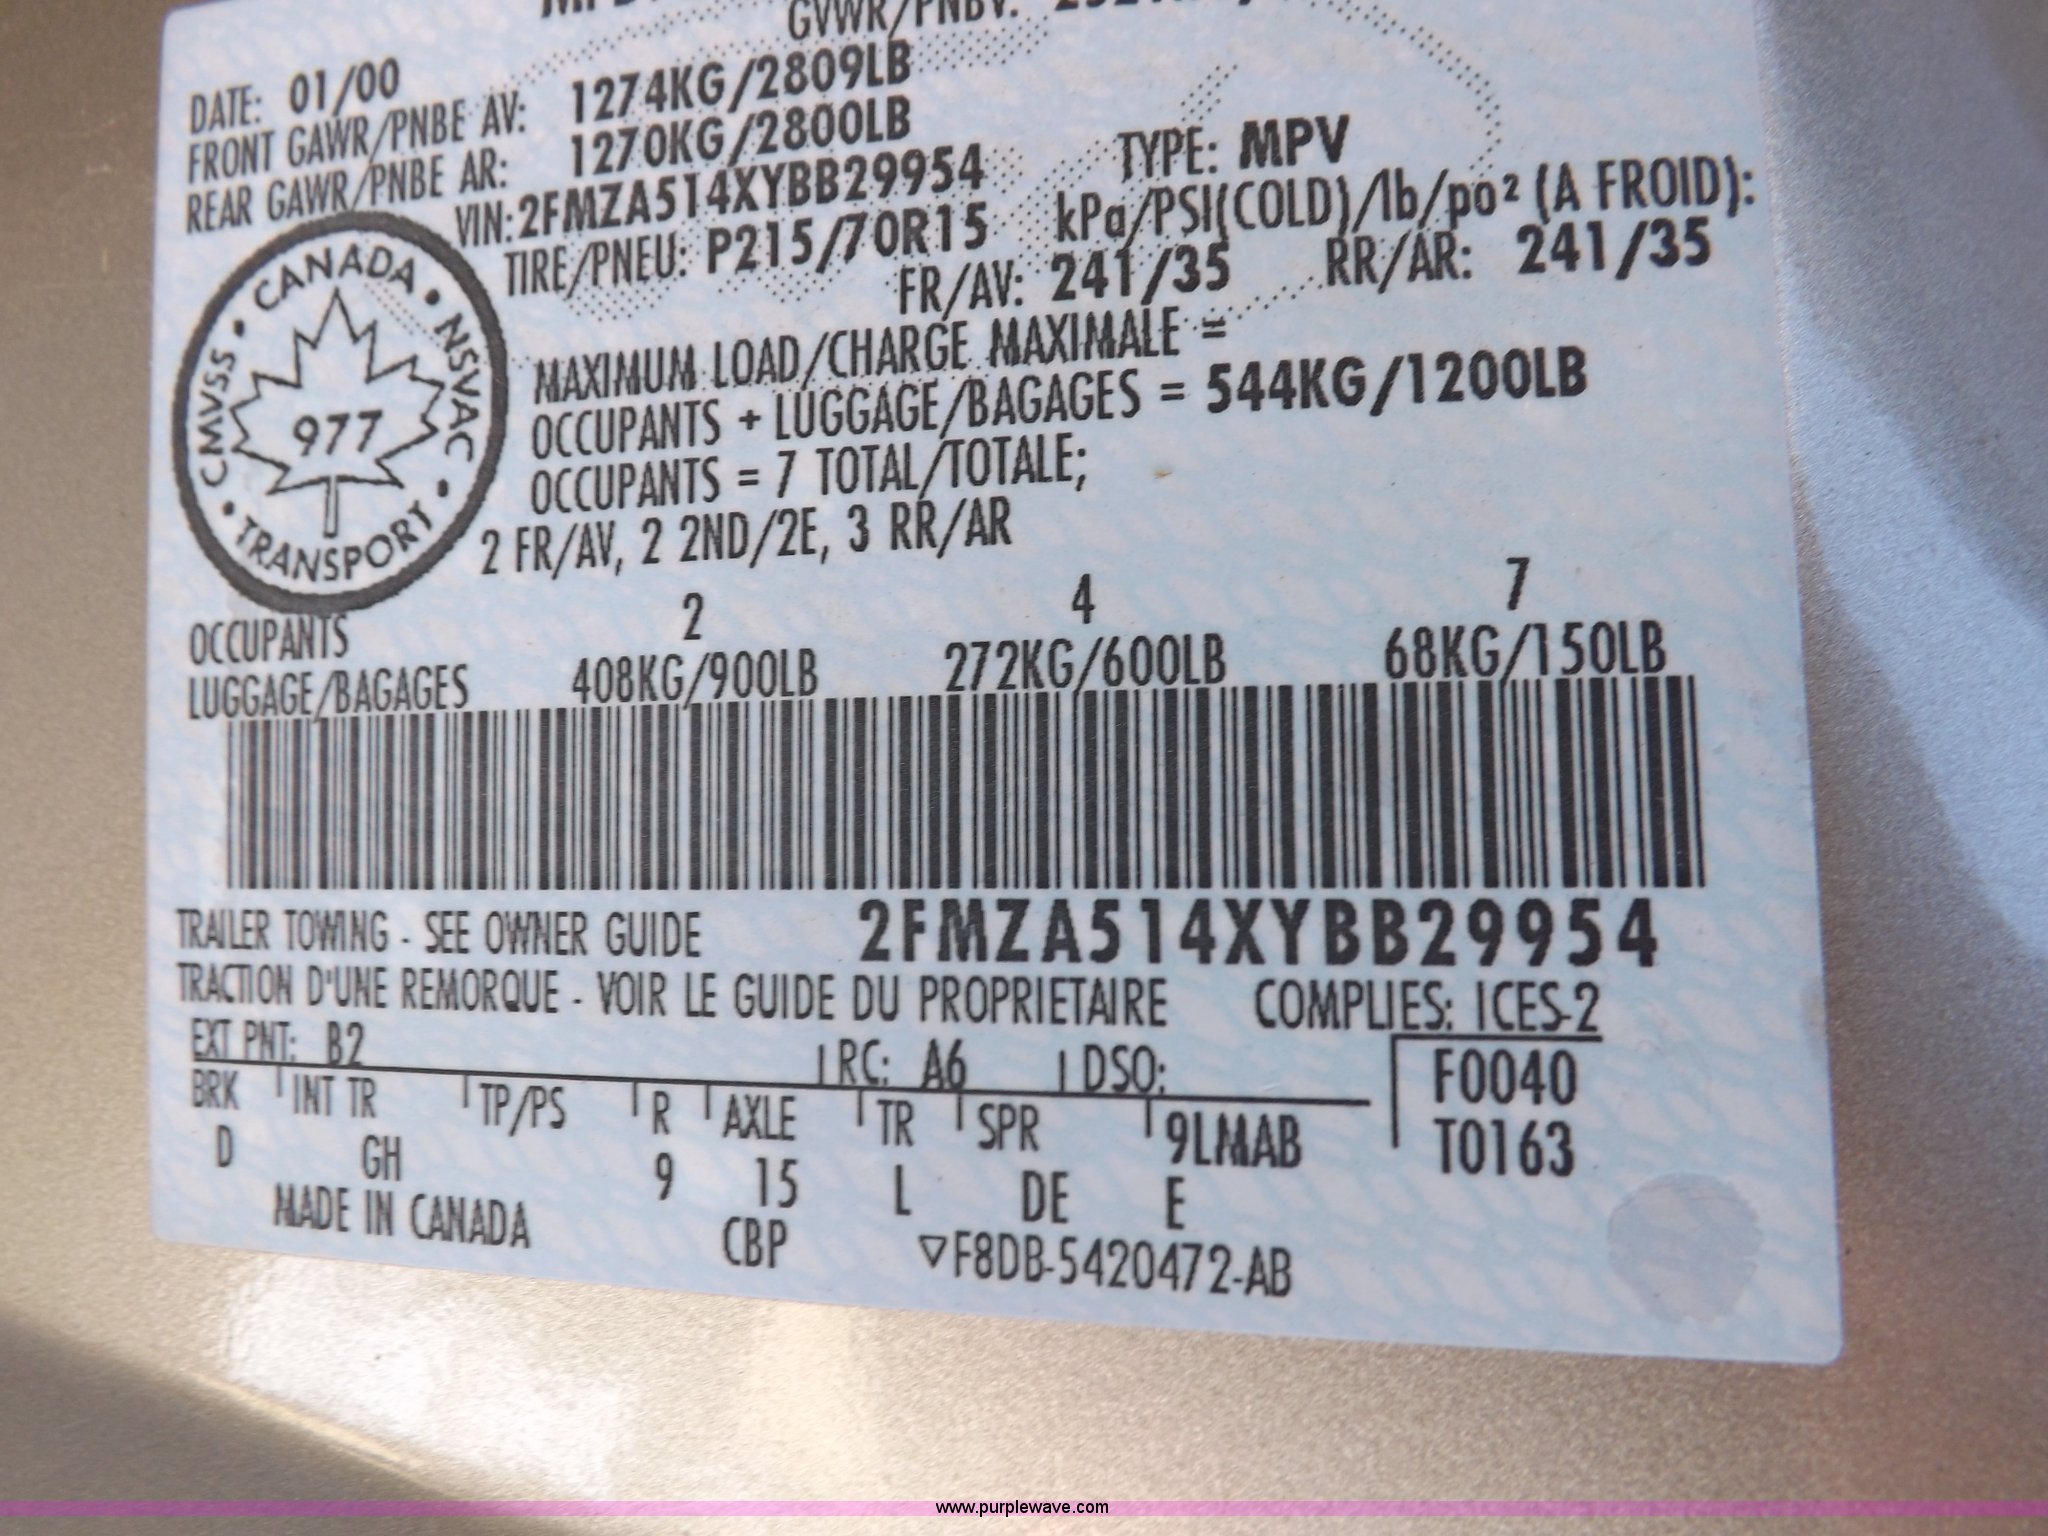 GVWR/PNBV:
DATE: 01/00
FRONT GAWR/PNBE AV: 1274KG/2809LB
REAR GAWR/PNBE AR: 1270KG/2800LB
VIN: 2FMZA514XYBB29954 TYPE: MPV
TIRE/PNEU: P215/70R15 kPa/PSI(COLD)/lb/po² (A FROID):
FR/AV: 241/35 RR/AR: 241/35
CANADA • NSVAC • TRANSPORT • CMVSS •
977
MAXIMUM LOAD/CHARGE MAXIMALE =
OCCUPANTS + LUGGAGE/BAGAGES = 544KG/1200LB
OCCUPANTS = 7 TOTAL/TOTALE;
2 FR/AV, 2 2ND/2E, 3 RR/AR
OCCUPANTS 2 4 7
LUGGAGE/BAGAGES 408KG/900LB 272KG/600LB 68KG/150LB
TRAILER TOWING - SEE OWNER GUIDE 2FMZA514XYBB29954
TRACTION D'UNE REMORQUE - VOIR LE GUIDE DU PROPRIETAIRE COMPLIES: ICES-2
EXT PNT: B2 RC: A6 DSO: F0040
BRK INT TR TP/PS R AXLE TR SPR 9LMAB T0163
D GH 9 15 L DE E
MADE IN CANADA CBP ▽F8DB-5420472-AB
www.purplewave.com